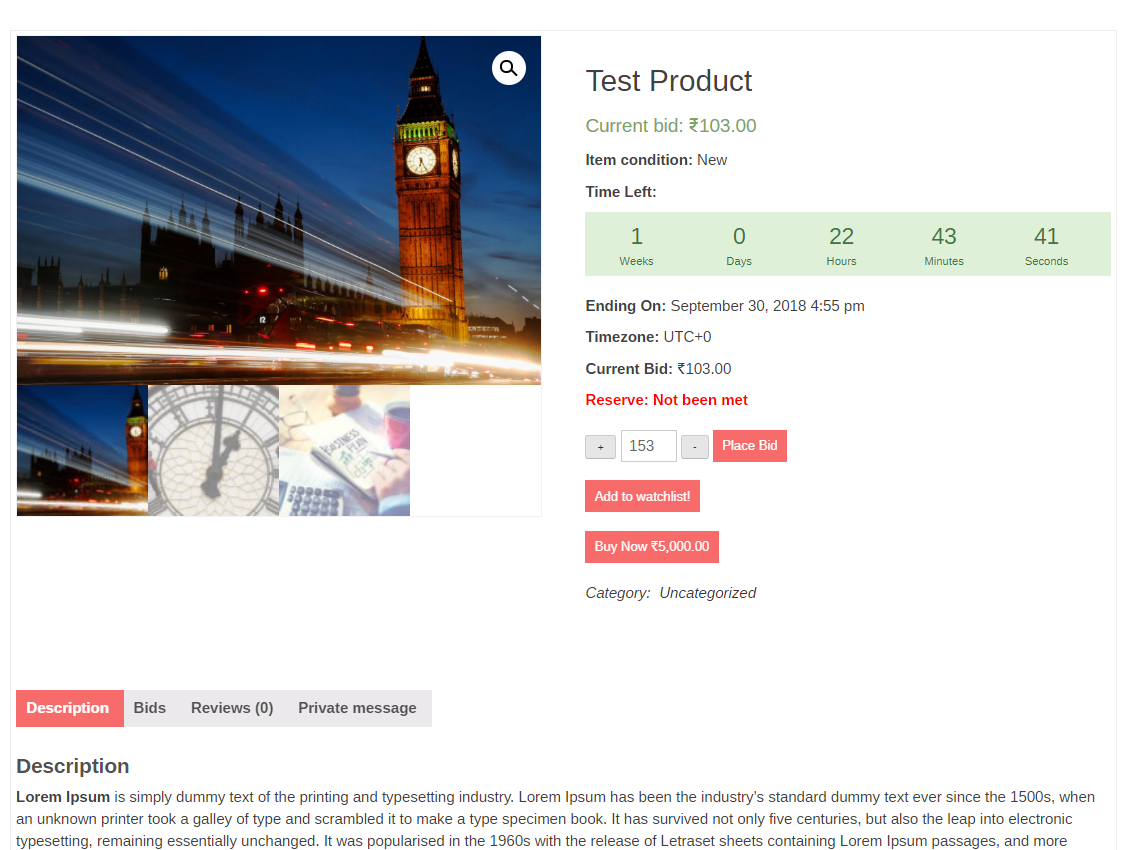 Test Product
Current bid: ₹103.00
Item condition: New
Time Left:
1 0 22 43 41
Weeks Days Hours Minutes Seconds
Ending On: September 30, 2018 4:55 pm
Timezone: UTC+0
Current Bid: ₹103.00
Reserve: Not been met
+ 153 - Place Bid
Add to watchlist!
Buy Now ₹5,000.00
Category: Uncategorized
BUSINESS
PLAN
Description Bids Reviews (0) Private message
Description
Lorem Ipsum is simply dummy text of the printing and typesetting industry. Lorem Ipsum has been the industry’s standard dummy text ever since the 1500s, when
an unknown printer took a galley of type and scrambled it to make a type specimen book. It has survived not only five centuries, but also the leap into electronic
typesetting, remaining essentially unchanged. It was popularised in the 1960s with the release of Letraset sheets containing Lorem Ipsum passages, and more